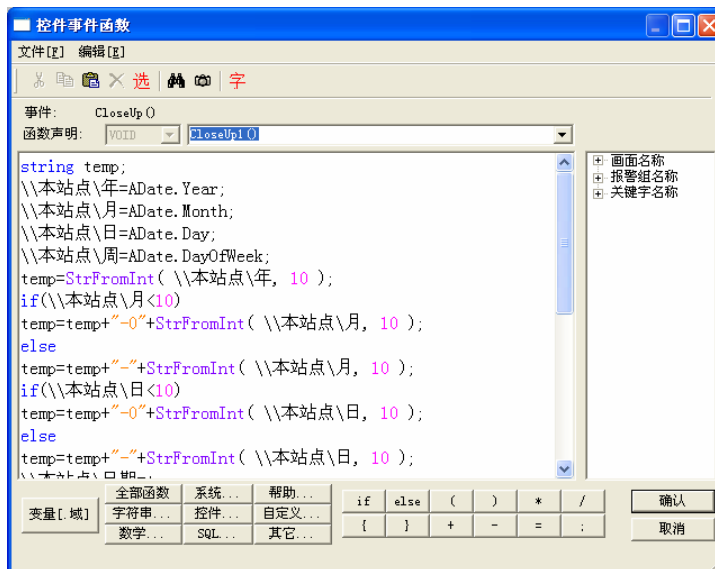 控件事件函数
文件[F] 编辑[E]
选 字
事件: CloseUp()
函数声明: VOID CloseUp1()
string temp;
\\本站点\年=ADate.Year;
\\本站点\月=ADate.Month;
\\本站点\日=ADate.Day;
\\本站点\周=ADate.DayOfWeek;
temp=StrFromInt( \\本站点\年, 10 );
if(\\本站点\月<10)
temp=temp+"-0"+StrFromInt( \\本站点\月, 10 );
else
temp=temp+"-"+StrFromInt( \\本站点\月, 10 );
if(\\本站点\日<10)
temp=temp+"-0"+StrFromInt( \\本站点\日, 10 );
else
temp=temp+"-"+StrFromInt( \\本站点\日, 10 );
画面名称
报警组名称
关键字名称
变量[.域]
全部函数 系统... 帮助...
字符串... 控件... 自定义...
数学... SQL... 其它...
if else ( ) * /
{ } + - = ;
确认
取消